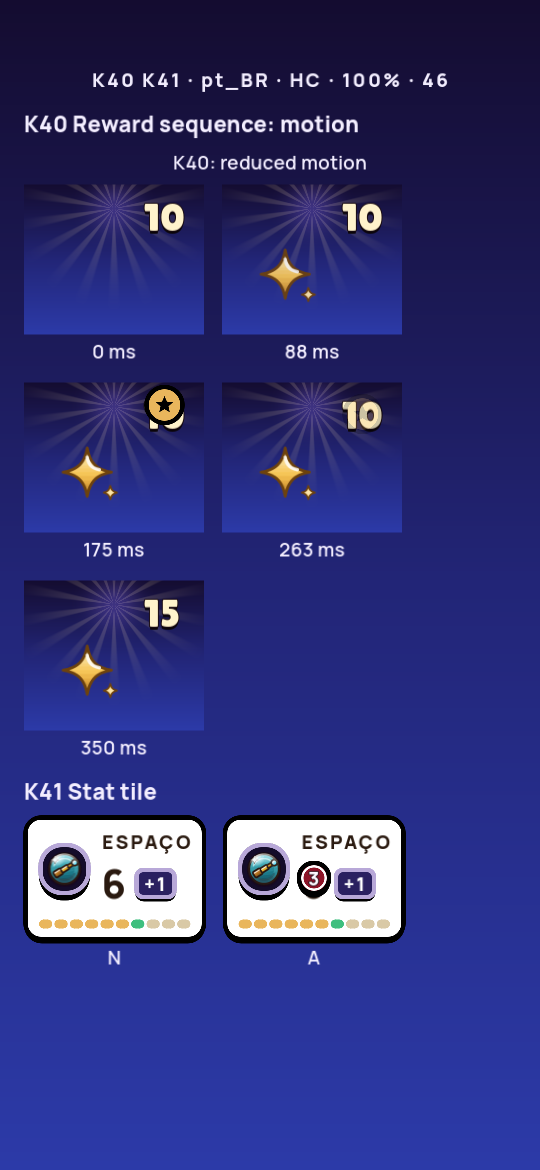 K40 K41 · pt_BR · HC · 100% · 46
K40 Reward sequence: motion
K40: reduced motion
10
10
0 ms
88 ms
10
175 ms
263 ms
15
350 ms
K41 Stat tile
ESPAÇO
6 +1
ESPAÇO
3 +1
N
A